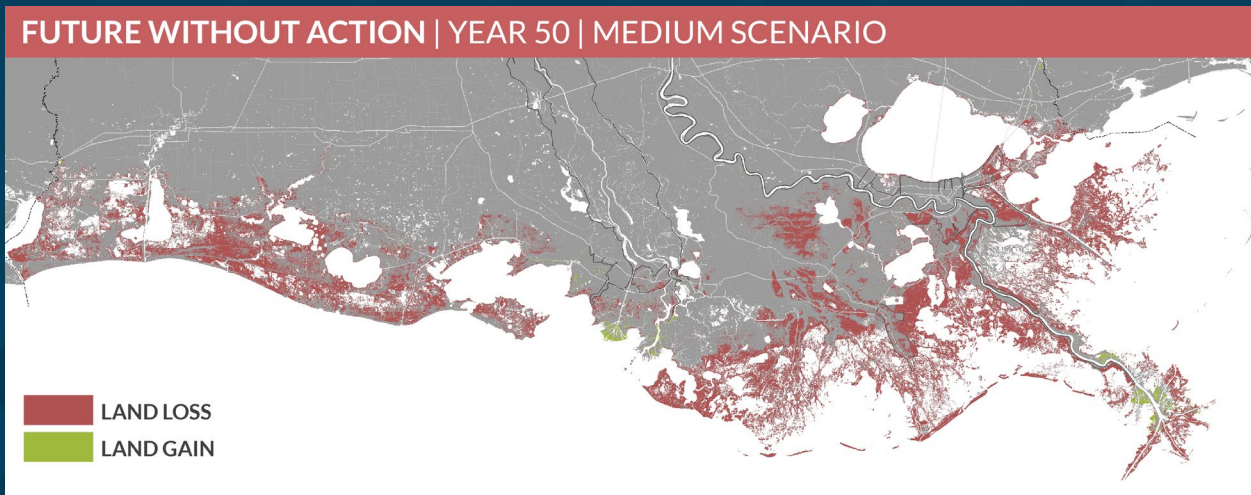 FUTURE WITHOUT ACTION | YEAR 50 | MEDIUM SCENARIO
LAND LOSS
LAND GAIN